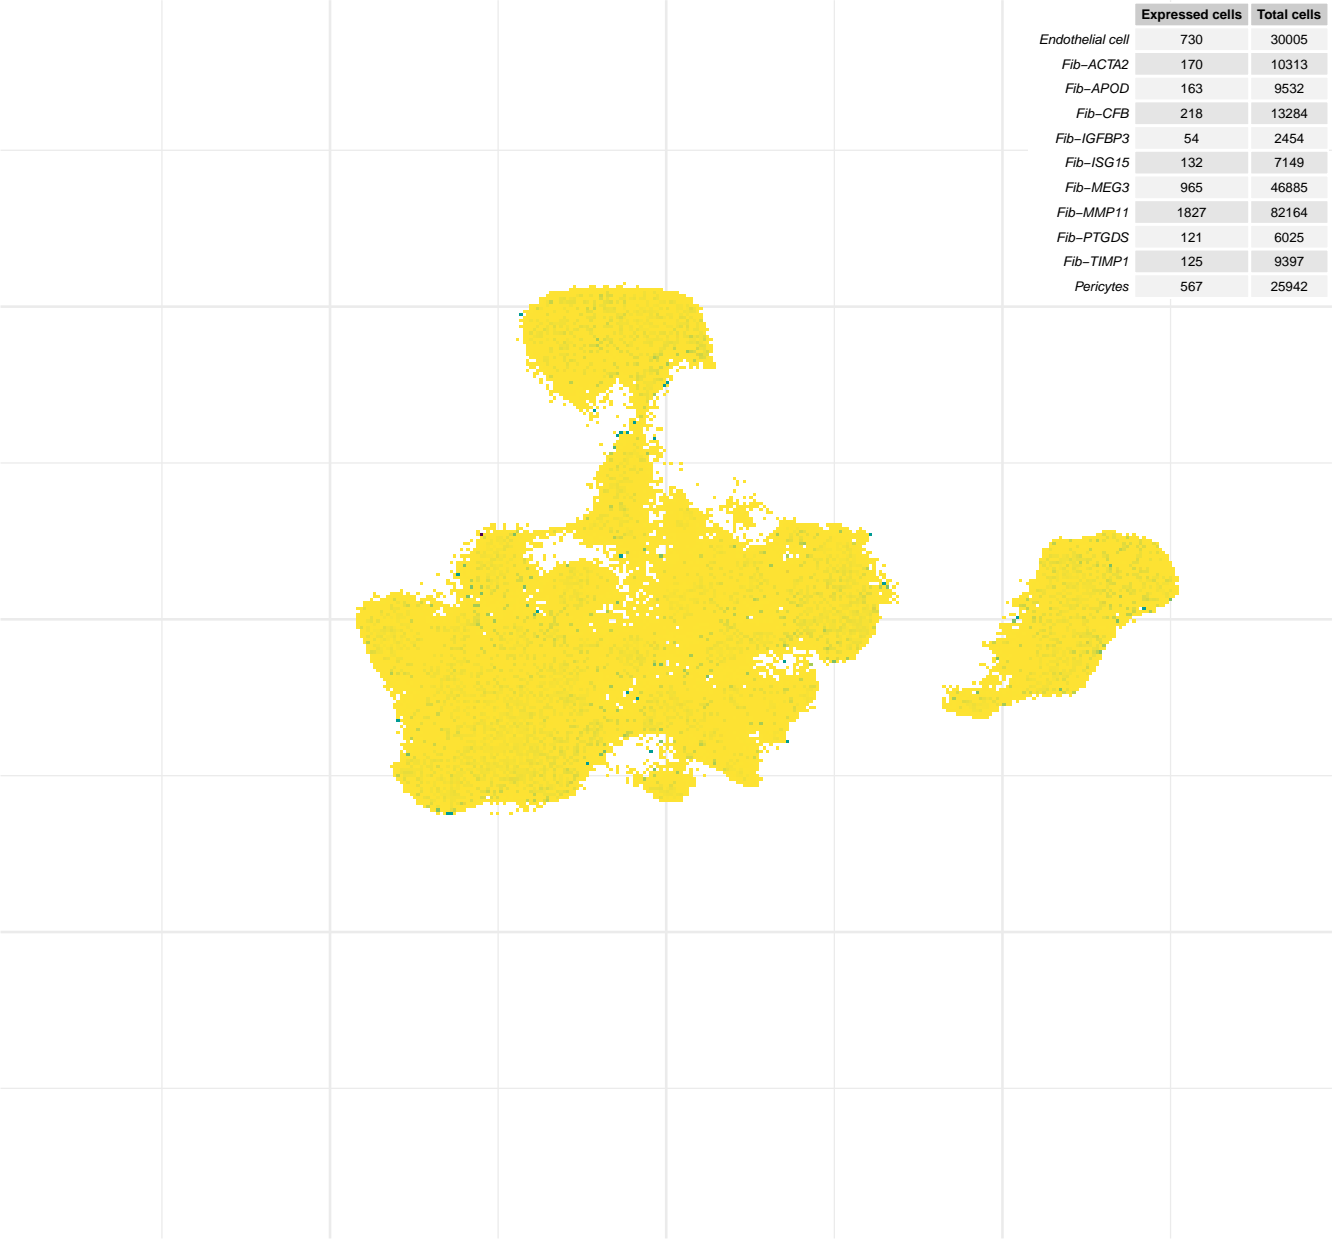 Expressed cells Total cells
Endothelial cell 730 30005
Fib−ACTA2 170 10313
Fib−APOD 163 9532
Fib−CFB 218 13284
Fib−IGFBP3 54 2454
Fib−ISG15 132 7149
Fib−MEG3 965 46885
Fib−MMP11 1827 82164
Fib−PTGDS 121 6025
Fib−TIMP1 125 9397
Pericytes 567 25942